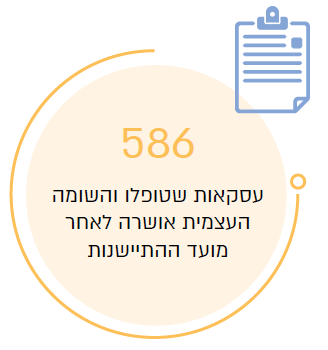 586
עסקאות שטופלו והשומה
העצמית אושרה לאחר
מועד ההתיישנות